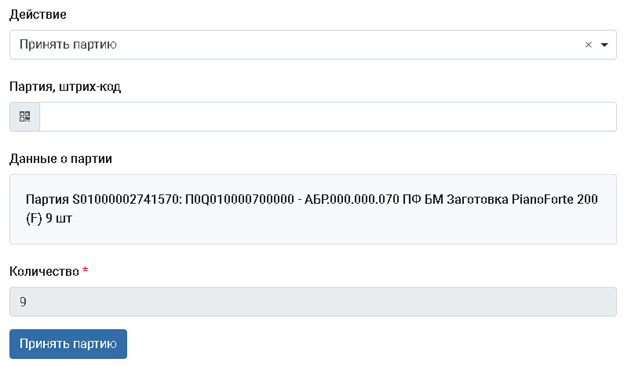 Действие
Принять партию
Партия, штрих-код
Данные о партии
Партия S01000002741570: П0Q010000700000 - АБР.000.000.070 ПФ БМ Заготовка PianoForte 200
(F) 9 шт
Количество *
9
Принять партию